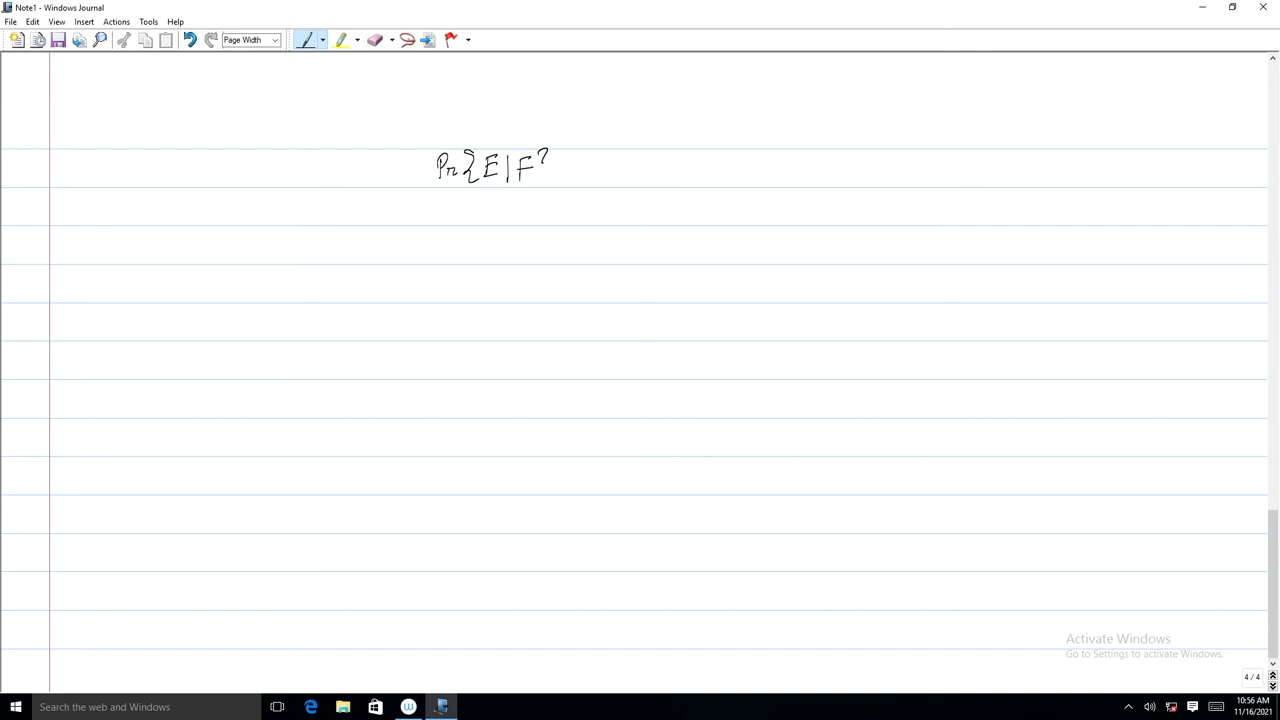 Note1 - Windows Journal
File Edit View Insert Actions Tools Help
Page Width
Pr{E|F
Activate Windows
Go to Settings to activate Windows.
4 / 4
Search the web and Windows
10:56 AM
11/16/2021